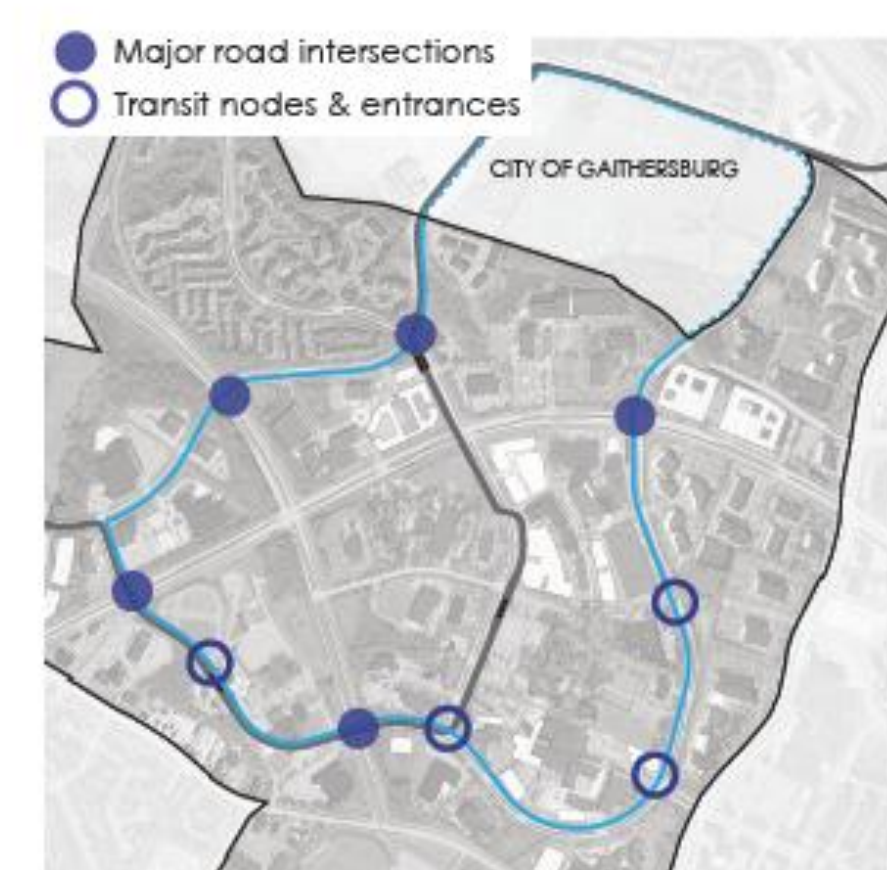 Major road intersections
Transit nodes & entrances
CITY OF GAITHERSBURG